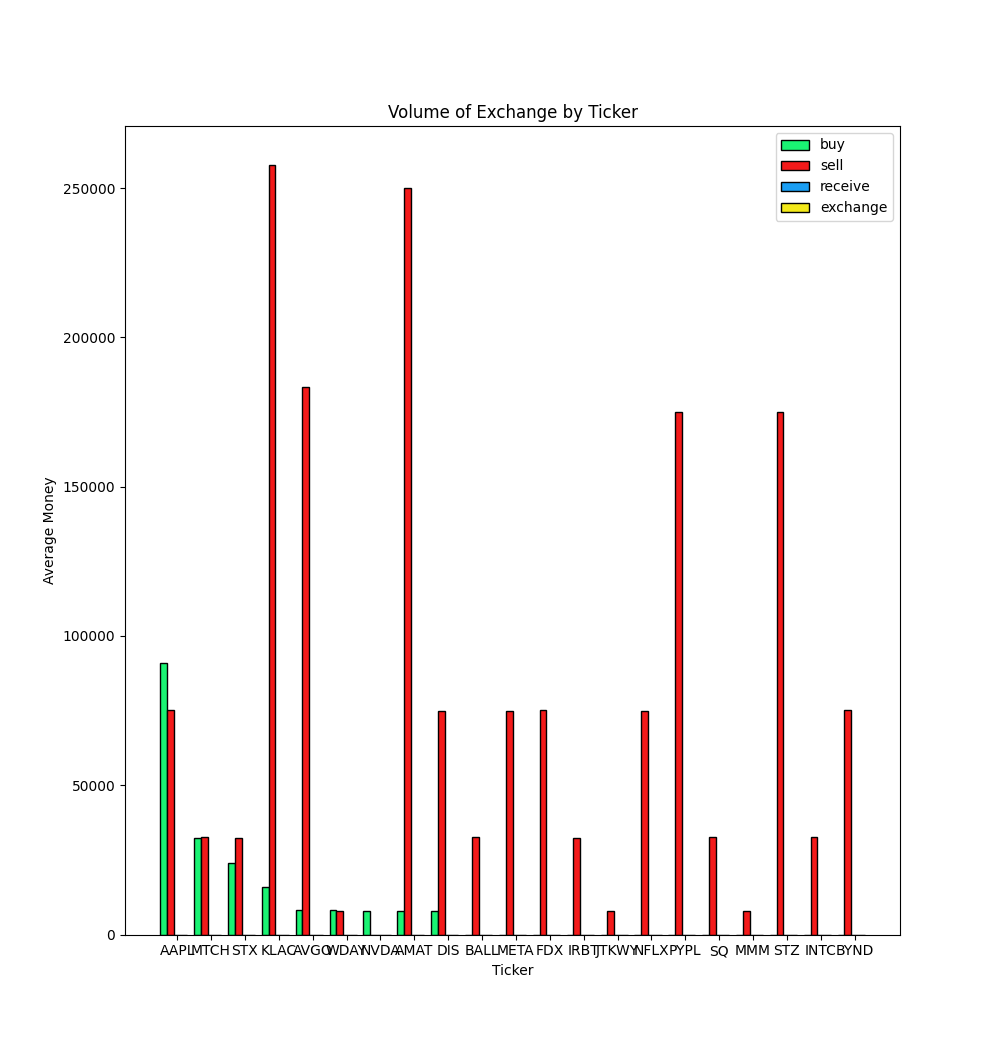 Volume of Exchange by Ticker
buy
sell
receive
exchange
250000
200000
150000
100000
50000
0
Average Money
AAPL MTCH STX KLAC AVGO WDAY NVDA AMAT DIS BALL META FDX IRBT JTKWY NFLX PYPL SQ MMM STZ INTC BYND
Ticker